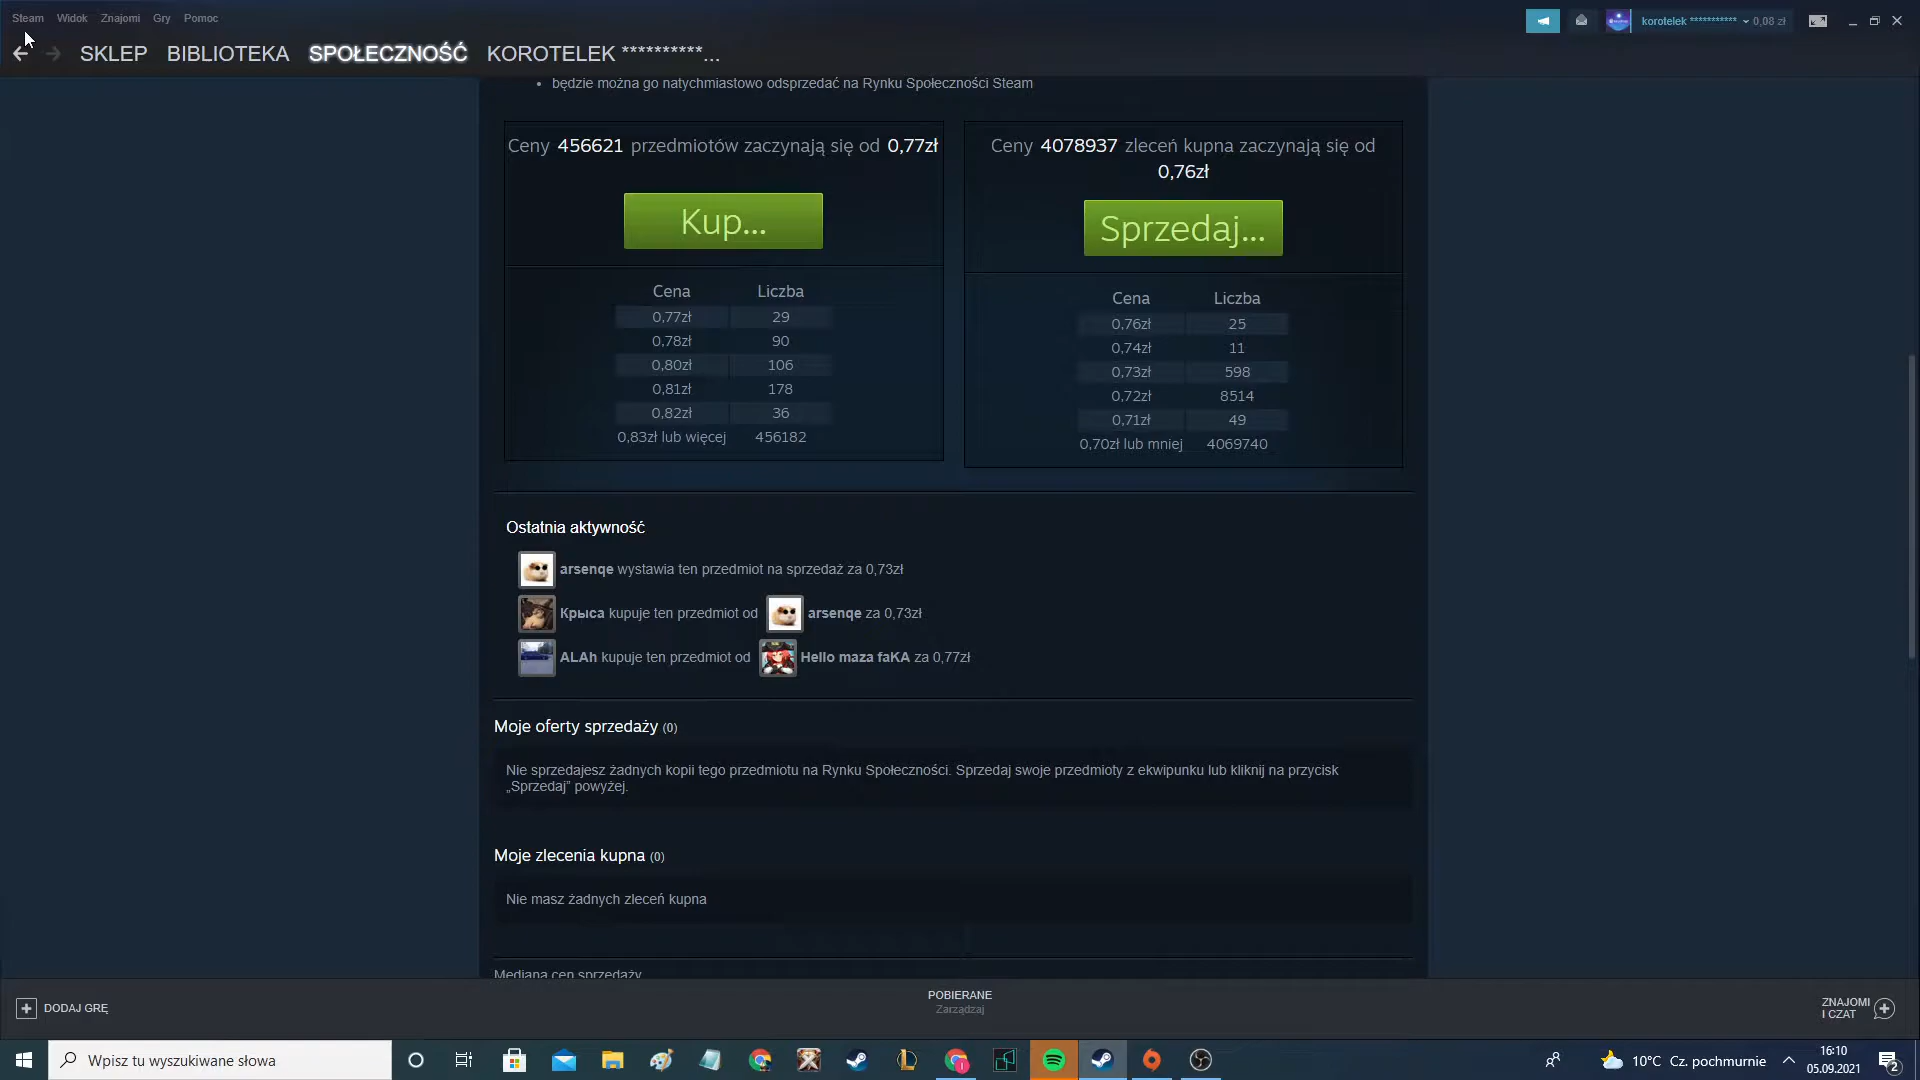 Steam Widok Znajomi Gry Pomoc
korotelek *********** 0,08 zł
SKLEP BIBLIOTEKA SPOŁECZNOŚĆ KOROTELEK **********...
• będzie można go natychmiastowo odsprzedać na Rynku Społeczności Steam
Ceny 456621 przedmiotów zaczynają się od 0,77zł
Kup...
Cena Liczba
0,77zł 29
0,78zł 90
0,80zł 106
0,81zł 178
0,82zł 36
0,83zł lub więcej 456182
Ceny 4078937 zleceń kupna zaczynają się od
0,76zł
Sprzedaj...
Cena Liczba
0,76zł 25
0,74zł 11
0,73zł 598
0,72zł 8514
0,71zł 49
0,70zł lub mniej 4069740
Ostatnia aktywność
arsenqe wystawia ten przedmiot na sprzedaż za 0,73zł
Крыса kupuje ten przedmiot od arsenqe za 0,73zł
ALAh kupuje ten przedmiot od Hello maza faKA za 0,77zł
Moje oferty sprzedaży (0)
Nie sprzedajesz żadnych kopii tego przedmiotu na Rynku Społeczności. Sprzedaj swoje przedmioty z ekwipunku lub kliknij na przycisk
„Sprzedaj” powyżej.
Moje zlecenia kupna (0)
Nie masz żadnych zleceń kupna
Mediana cen sprzedaży
DODAJ GRĘ
POBIERANE
Zarządzaj
ZNAJOMI
I CZAT
Wpisz tu wyszukiwane słowa
10°C Cz. pochmurnie
16:10
05.09.2021
2